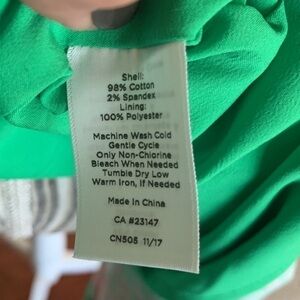 Shell:
98% Cotton
2% Spandex
Lining:
100% Polyester
Machine Wash Cold
Gentle Cycle
Only Non-Chlorine
Bleach When Needed
Tumble Dry Low
Warm Iron, If Needed
Made In China
CA #23147
CN505 11/17